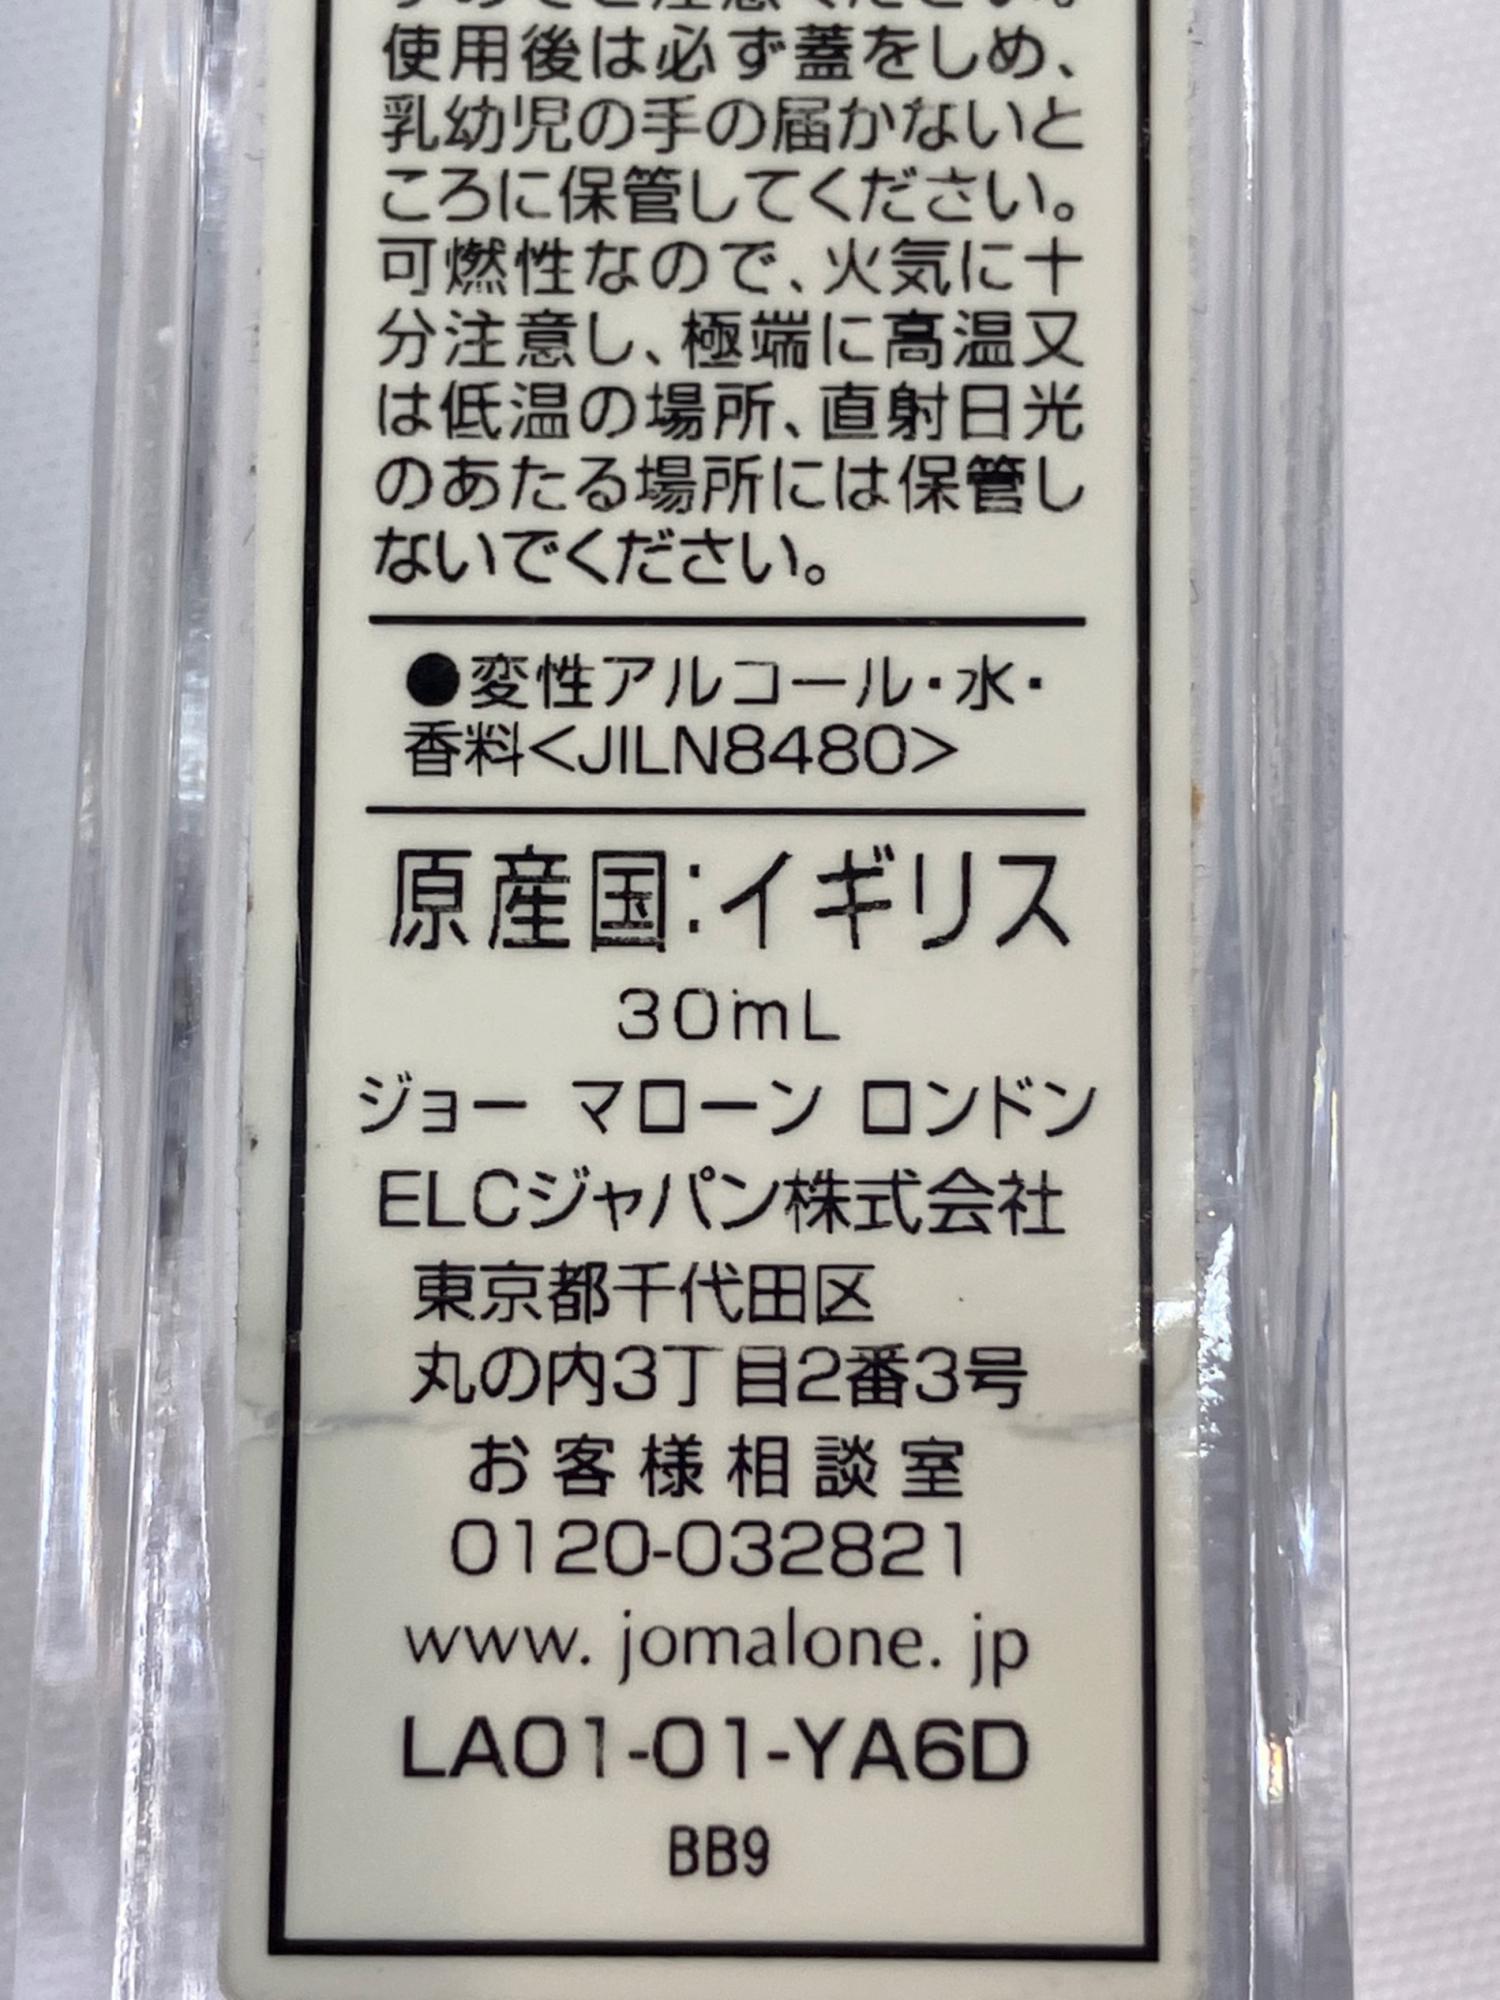 使用後は必ず蓋をしめ、
乳幼児の手の届かないと
ころに保管してください。
可燃性なので、火気に十
分注意し、極端に高温又
は低温の場所、直射日光
のあたる場所には保管し
ないでください。
●変性アルコール・水・
香料<JILN8480>
原産国:イギリス
30mL
ジョー マローン ロンドン
ELCジャパン株式会社
東京都千代田区
丸の内3丁目2番3号
お客様相談室
0120-032821
www.jomalone.jp
LA01-01-YA6D
BB9